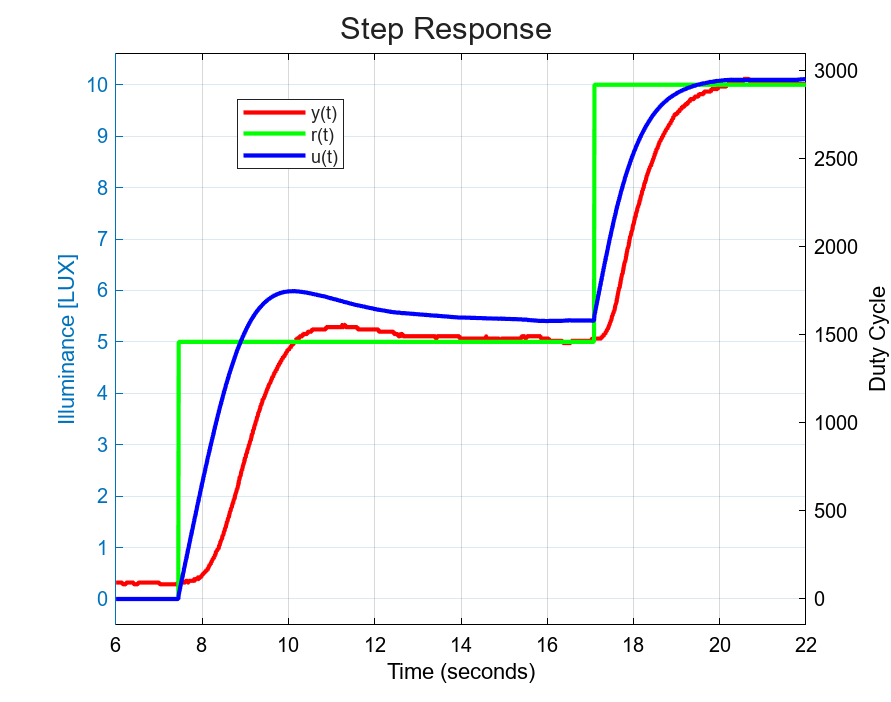 Step Response
y(t)
r(t)
u(t)
Illuminance [LUX]
10
9
8
7
6
5
4
3
2
1
0
3000
2500
2000
1500
1000
500
0
Duty Cycle
6 8 10 12 14 16 18 20 22
Time (seconds)